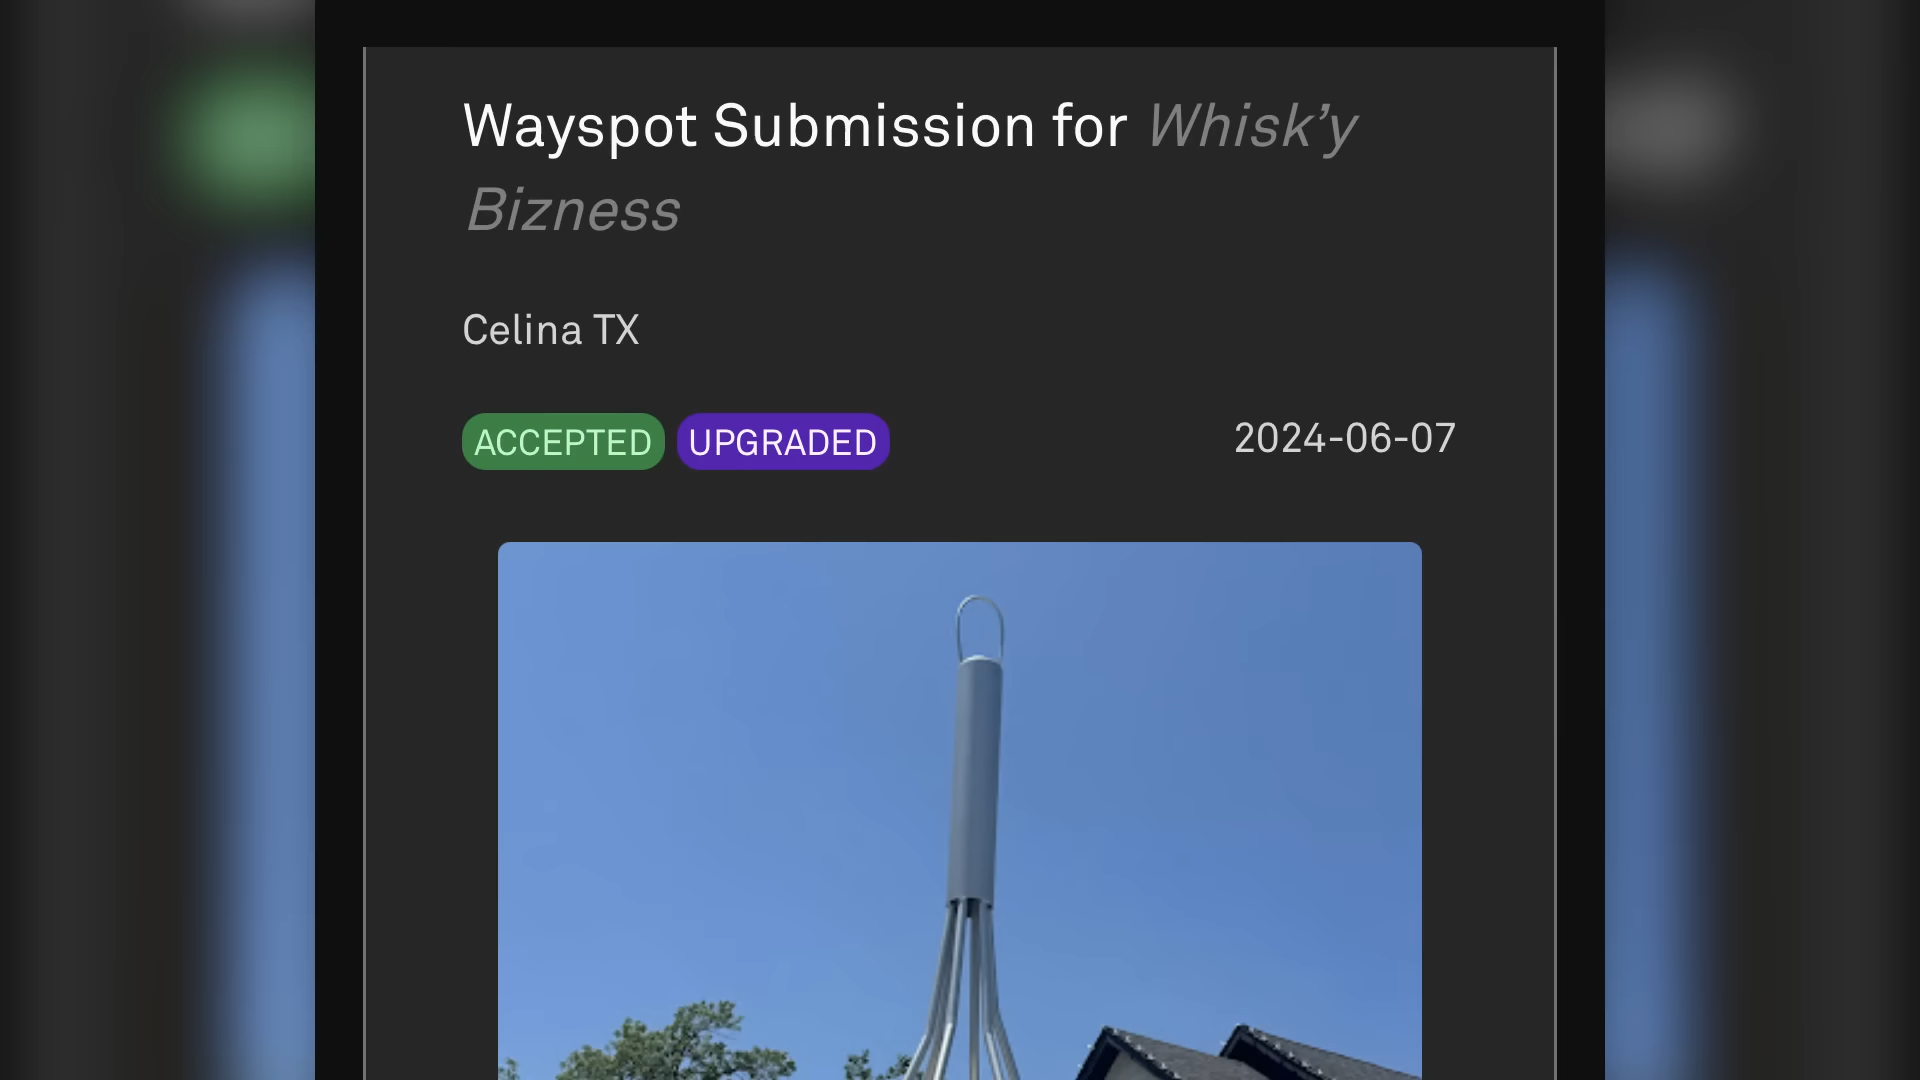 Wayspot Submission for Whisk’y
Bizness
Celina TX
ACCEPTED UPGRADED 2024-06-07